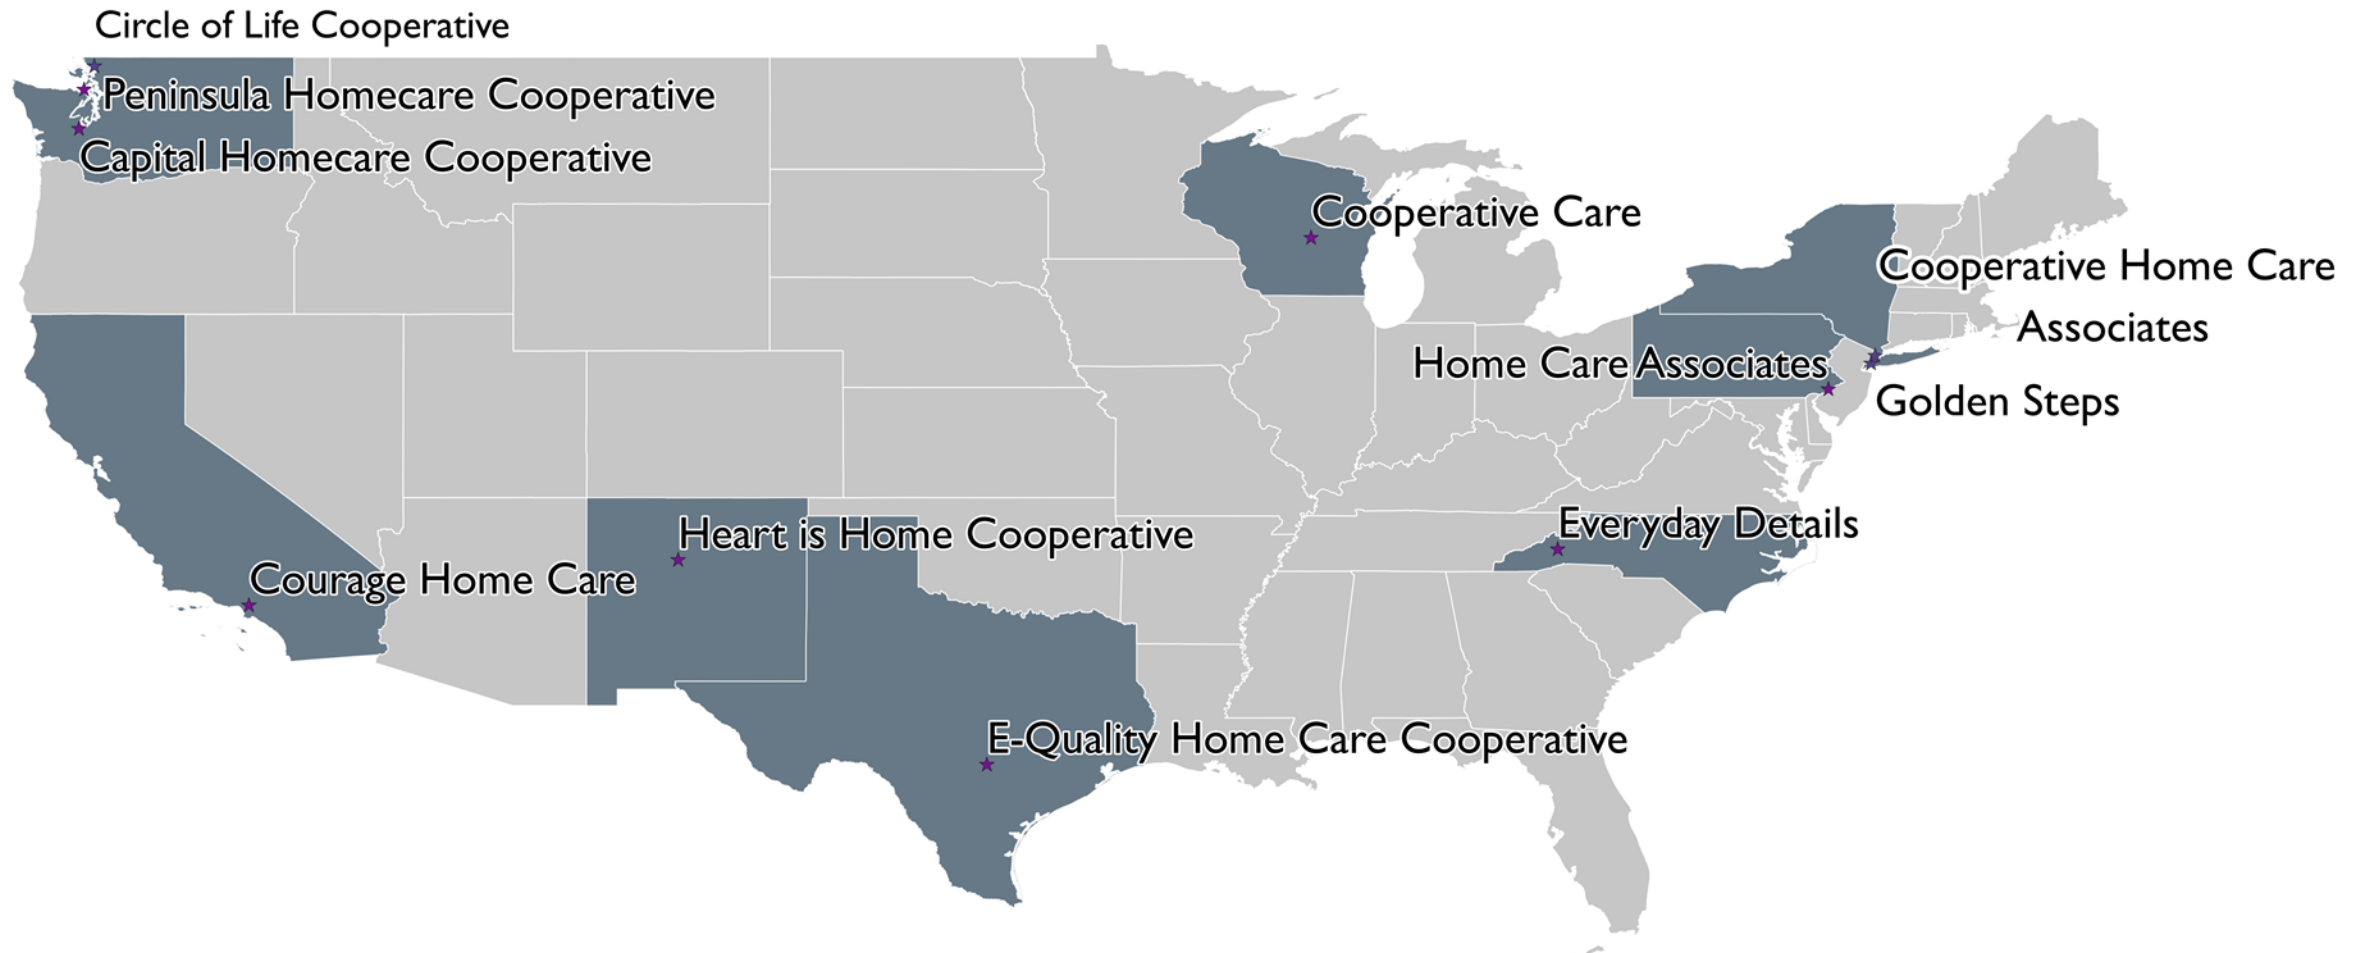 Circle of Life Cooperative
Peninsula Homecare Cooperative
Capital Homecare Cooperative
Cooperative Care
Cooperative Home Care
Associates
Home Care Associates
Golden Steps
Everyday Details
Heart is Home Cooperative
Courage Home Care
E-Quality Home Care Cooperative